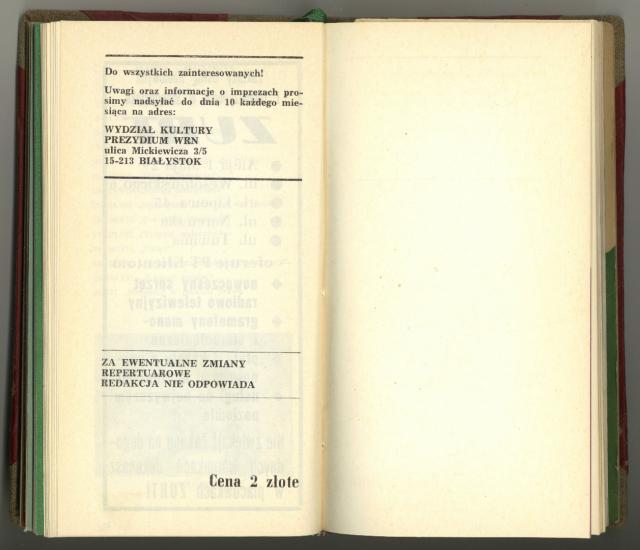 Do wszystkich zainteresowanych!
Uwagi oraz informacje o imprezach pro-
simy nadsyłać do dnia 10 każdego mie-
siąca na adres:
WYDZIAŁ KULTURY
PREZYDIUM WRN
ulica Mickiewicza 3/5
15-213 BIAŁYSTOK
ZA EWENTUALNE ZMIANY
REPERTUAROWE
REDAKCJA NIE ODPOWIADA
Cena 2 złote